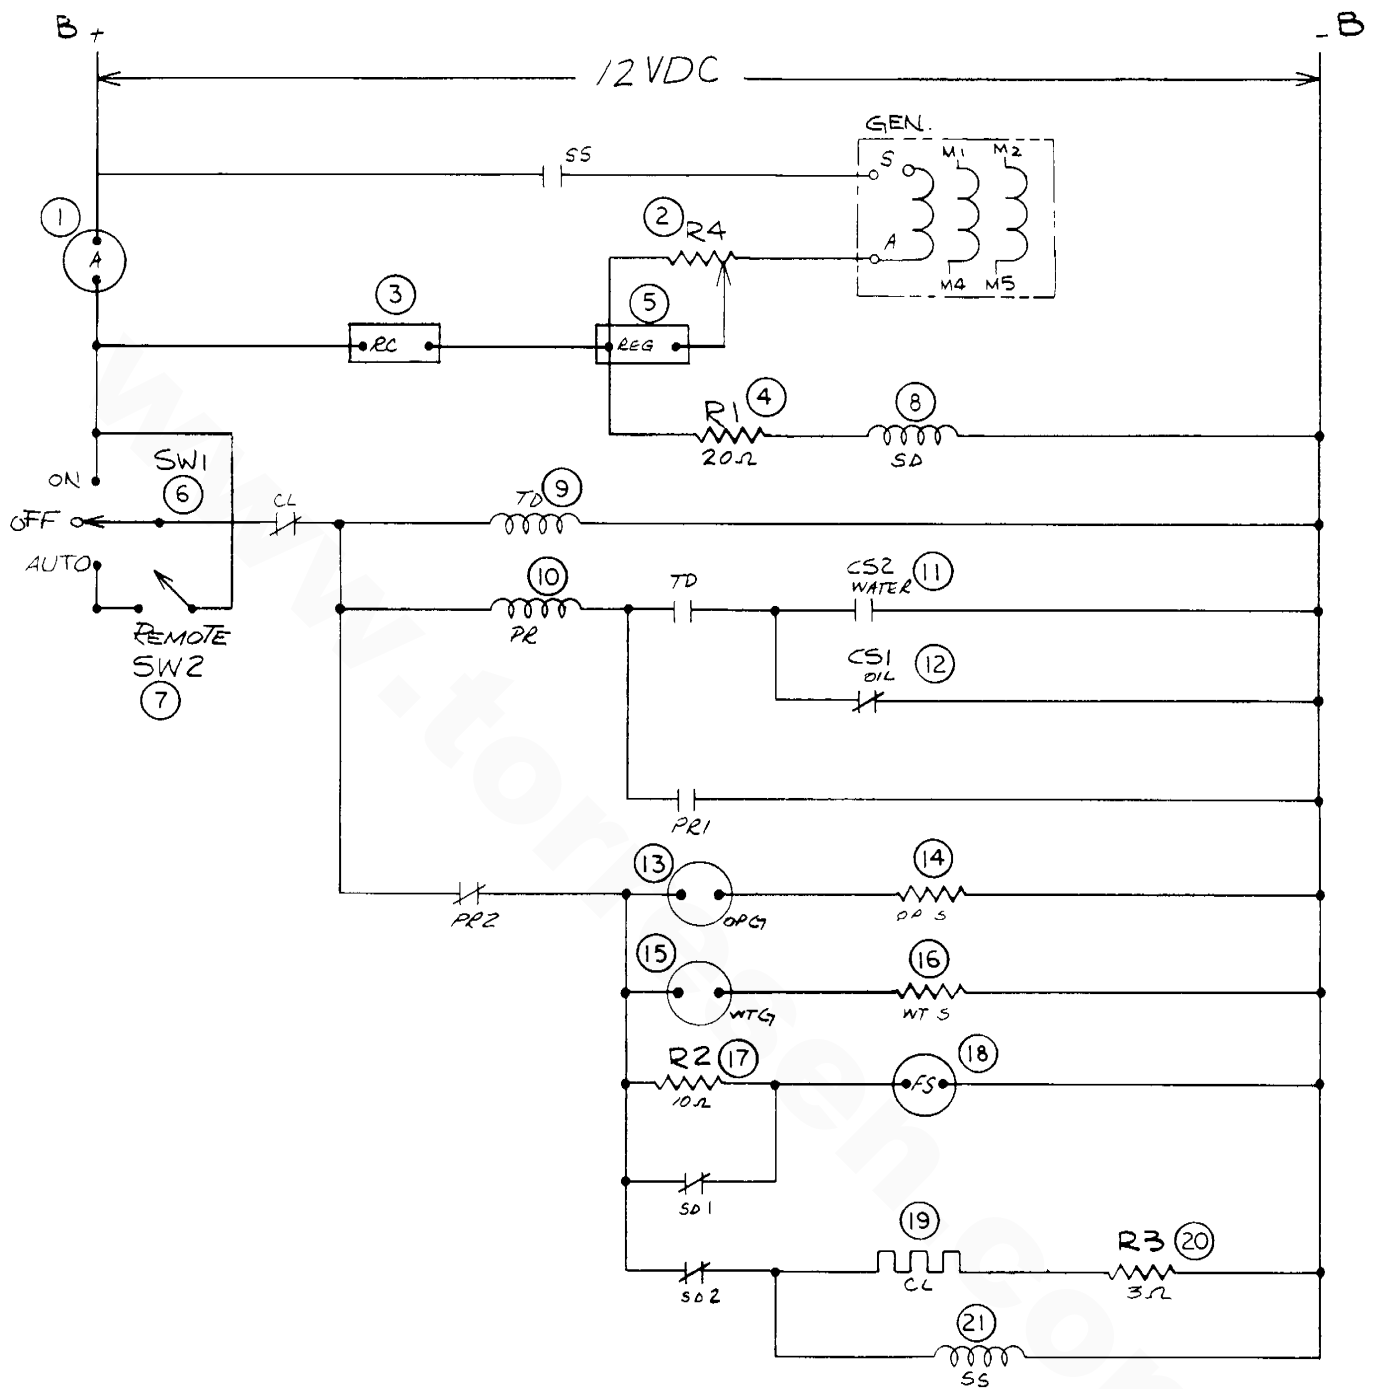 B + - B
12VDC
GEN.
SS
S M1 M2
1
2 R4
A
A
M4 M5
3
5
RC
REG
R1 4
8
20Ω
SD
SW1
ON
6
CL
TD 9
OFF
AUTO
10
TD
CS2 11
WATER
PR
REMOTE
SW2
7
CS1 12
OIL
PR1
13
14
PR2
OPG
OP S
15
16
WTG
WT S
R2 17
18
10Ω
FS
SD1
19
R3 20
SD2
CL
3Ω
21
SS
www.torresen.com